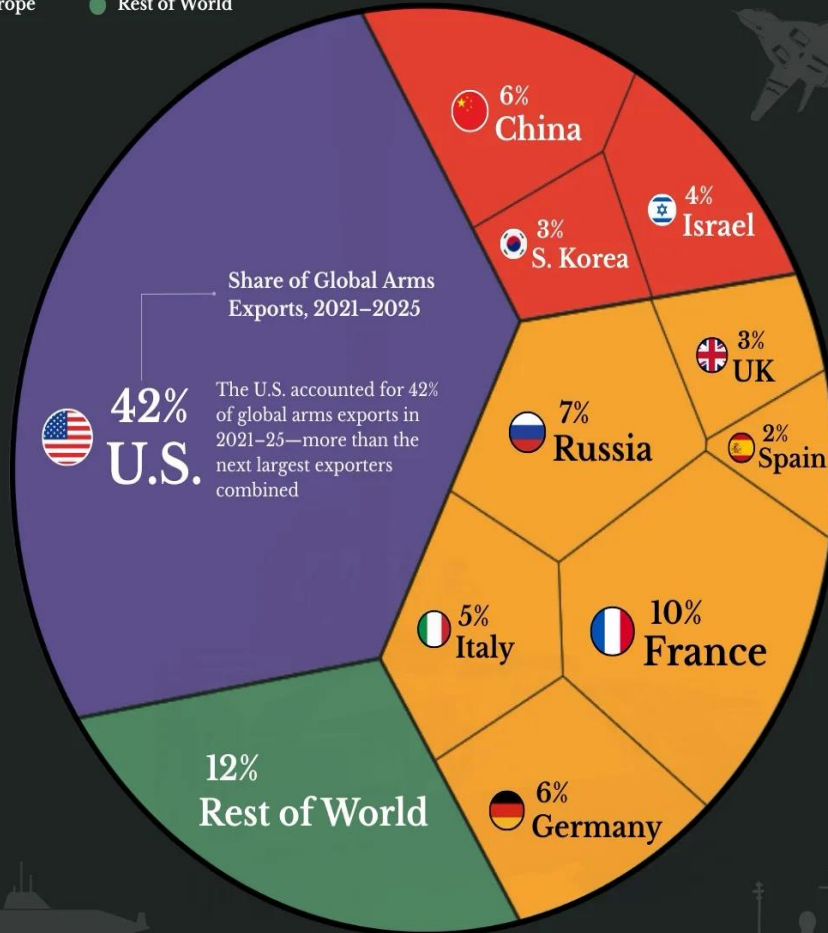 Rest of World
6%
China
4%
Israel
3%
S. Korea
Share of Global Arms
Exports, 2021–2025
42%
U.S.
The U.S. accounted for 42%
of global arms exports in
2021–25—more than the
next largest exporters
combined
3%
UK
7%
Russia
2%
Spain
5%
Italy
10%
France
12%
Rest of World
6%
Germany